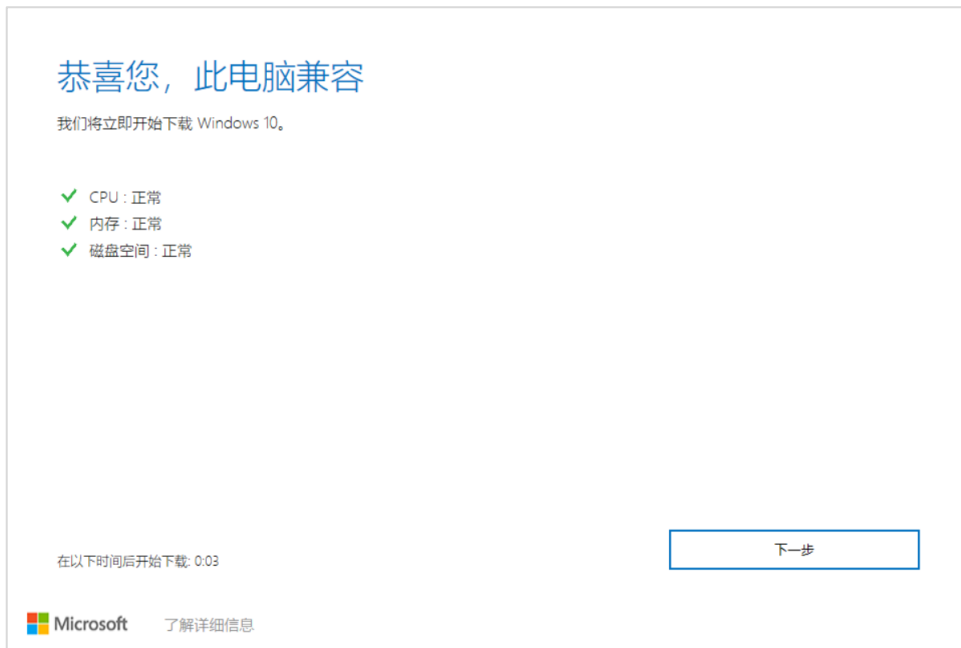 恭喜您，此电脑兼容
我们将立即开始下载 Windows 10。
CPU : 正常
内存 : 正常
磁盘空间 : 正常
在以下时间后开始下载: 0:03
下一步
Microsoft
了解详细信息